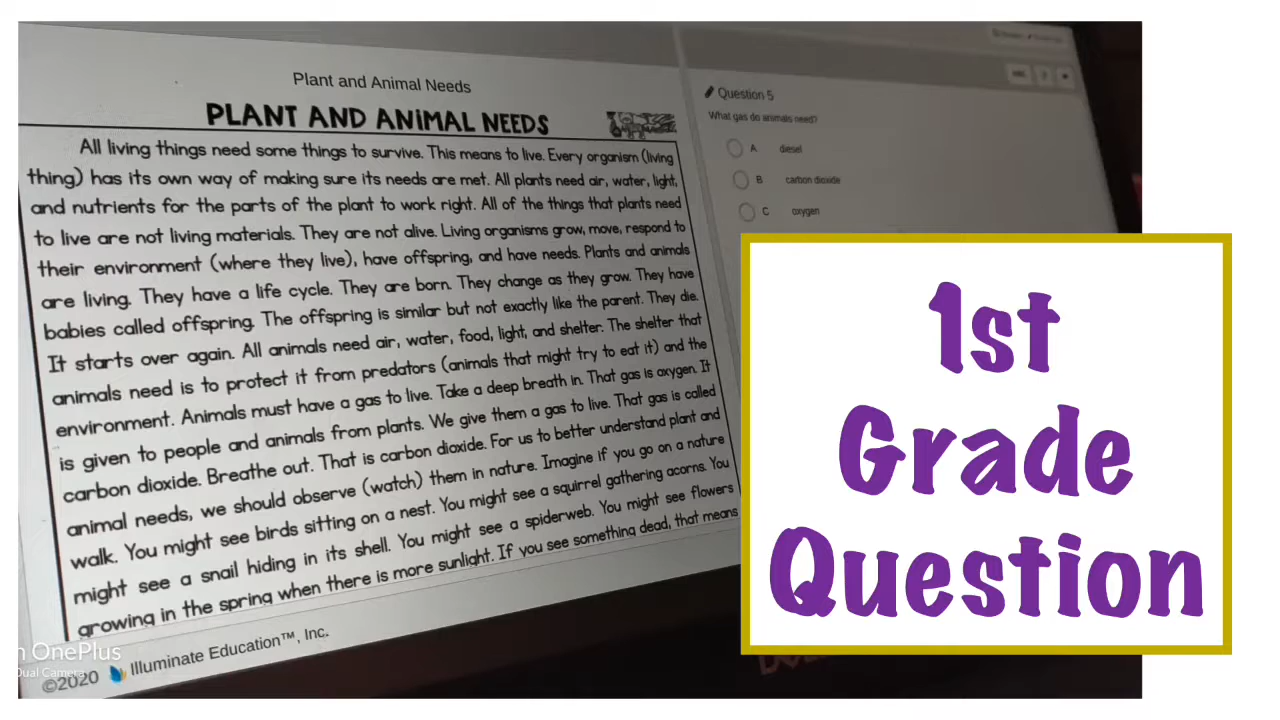 Plant and Animal Needs
PLANT AND ANIMAL NEEDS
All living things need some things to survive. This means to live. Every organism (living
thing) has its own way of making sure its needs are met. All plants need air, water, light,
and nutrients for the parts of the plant to work right. All of the things that plants need
to live are not living materials. They are not alive. Living organisms grow, move, respond to
their environment (where they live), have offspring, and have needs. Plants and animals
are living. They have a life cycle. They are born. They change as they grow. They have
babies called offspring. The offspring is similar but not exactly like the parent. They die.
It starts over again. All animals need air, water, food, light, and shelter. The shelter that
animals need is to protect it from predators (animals that might try to eat it) and the
environment. Animals must have a gas to live. Take a deep breath in. That gas is oxygen. It
is given to people and animals from plants. We give them a gas to live. That gas is called
carbon dioxide. Breathe out. That is carbon dioxide. For us to better understand plant and
animal needs, we should observe (watch) them in nature. Imagine if you go on a nature
walk. You might see birds sitting on a nest. You might see a squirrel gathering acorns. You
might see a snail hiding in its shell. You might see a spiderweb. You might see flowers
growing in the spring when there is more sunlight. If you see something dead, that means
Illuminate Education™, Inc.
©2020
OnePlus
Dual Camera
Question 5
What gas do animals need?
A diesel
B carbon dioxide
C oxygen
1st
Grade
Question